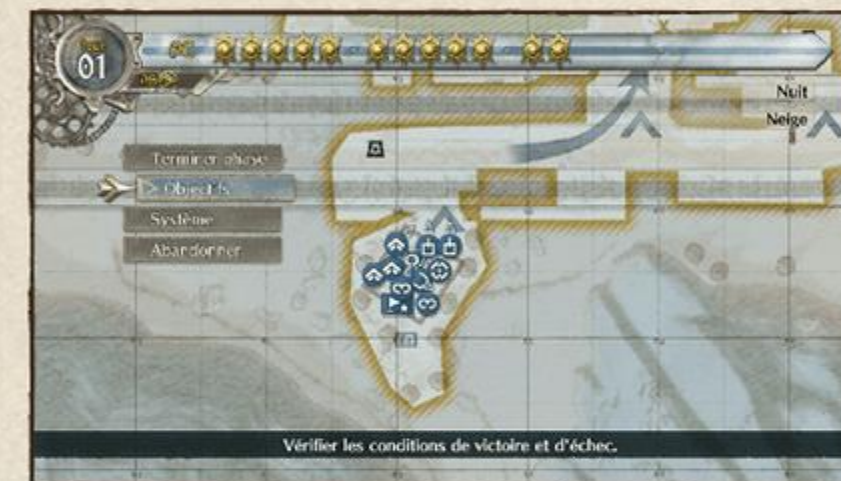 01
Nuit
Neige
Terminer phase
> Objectifs
Système
Abandonner
Vérifier les conditions de victoire et d'échec.